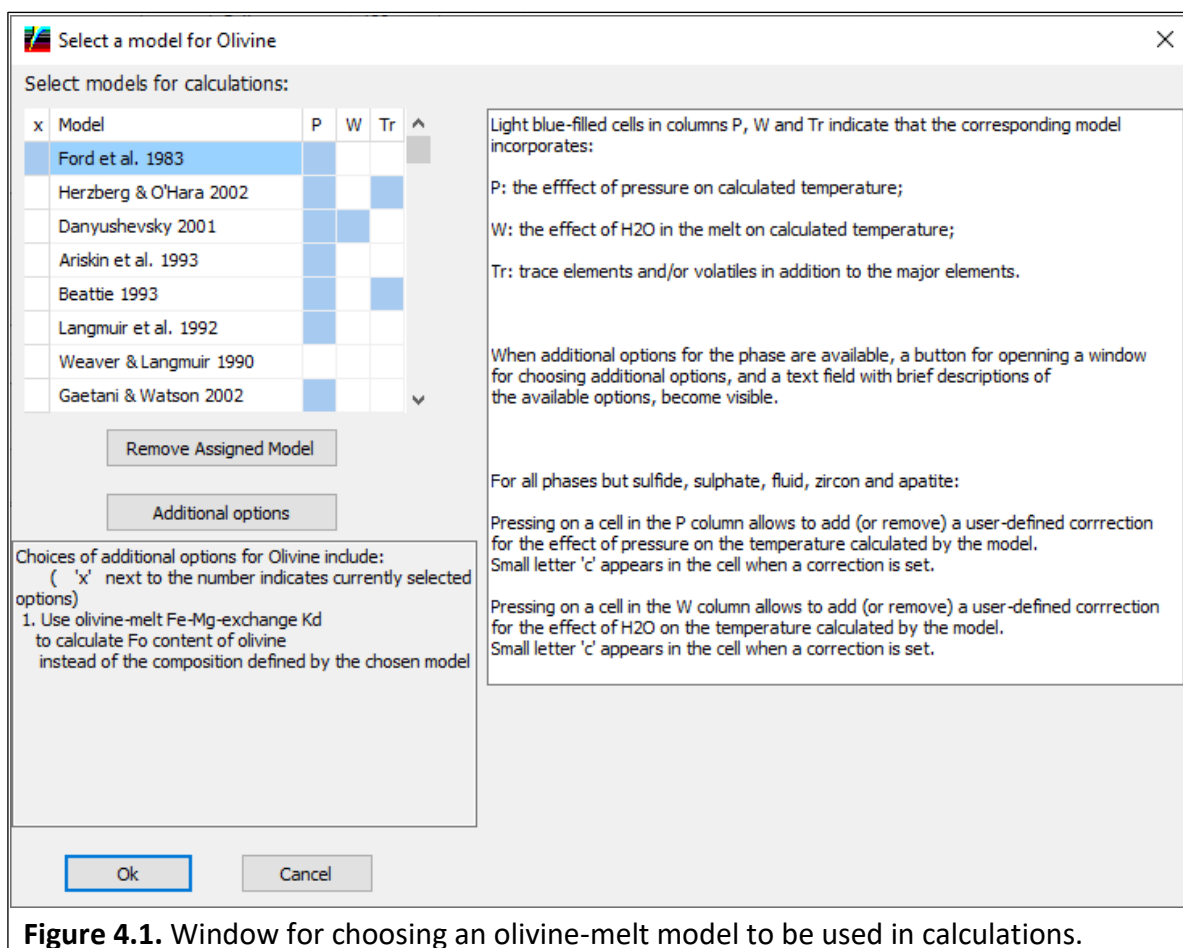 Select a model for Olivine
Select models for calculations:
x Model P W Tr
Ford et al. 1983
Herzberg & O'Hara 2002
Danyushevsky 2001
Ariskin et al. 1993
Beattie 1993
Langmuir et al. 1992
Weaver & Langmuir 1990
Gaetani & Watson 2002
Remove Assigned Model
Additional options
Choices of additional options for Olivine include:
( 'x' next to the number indicates currently selected
options)
1. Use olivine-melt Fe-Mg-exchange Kd
to calculate Fo content of olivine
instead of the composition defined by the chosen model
Ok
Cancel
Light blue-filled cells in columns P, W and Tr indicate that the corresponding model
incorporates:
P: the efffect of pressure on calculated temperature;
W: the effect of H2O in the melt on calculated temperature;
Tr: trace elements and/or volatiles in addition to the major elements.
When additional options for the phase are available, a button for openning a window
for choosing additional options, and a text field with brief descriptions of
the available options, become visible.
For all phases but sulfide, sulphate, fluid, zircon and apatite:
Pressing on a cell in the P column allows to add (or remove) a user-defined corrrection
for the effect of pressure on the temperature calculated by the model.
Small letter 'c' appears in the cell when a correction is set.
Pressing on a cell in the W column allows to add (or remove) a user-defined corrrection
for the effect of H2O on the temperature calculated by the model.
Small letter 'c' appears in the cell when a correction is set.
Figure 4.1. Window for choosing an olivine-melt model to be used in calculations.